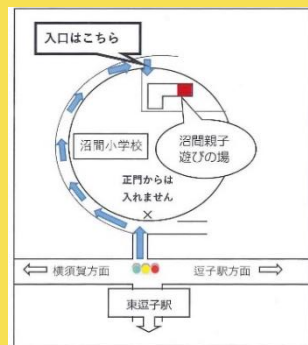 入口はこちら
沼間小学校
沼間親子
遊びの場
正門からは
入れません
×
横須賀方面
逗子駅方面
東逗子駅